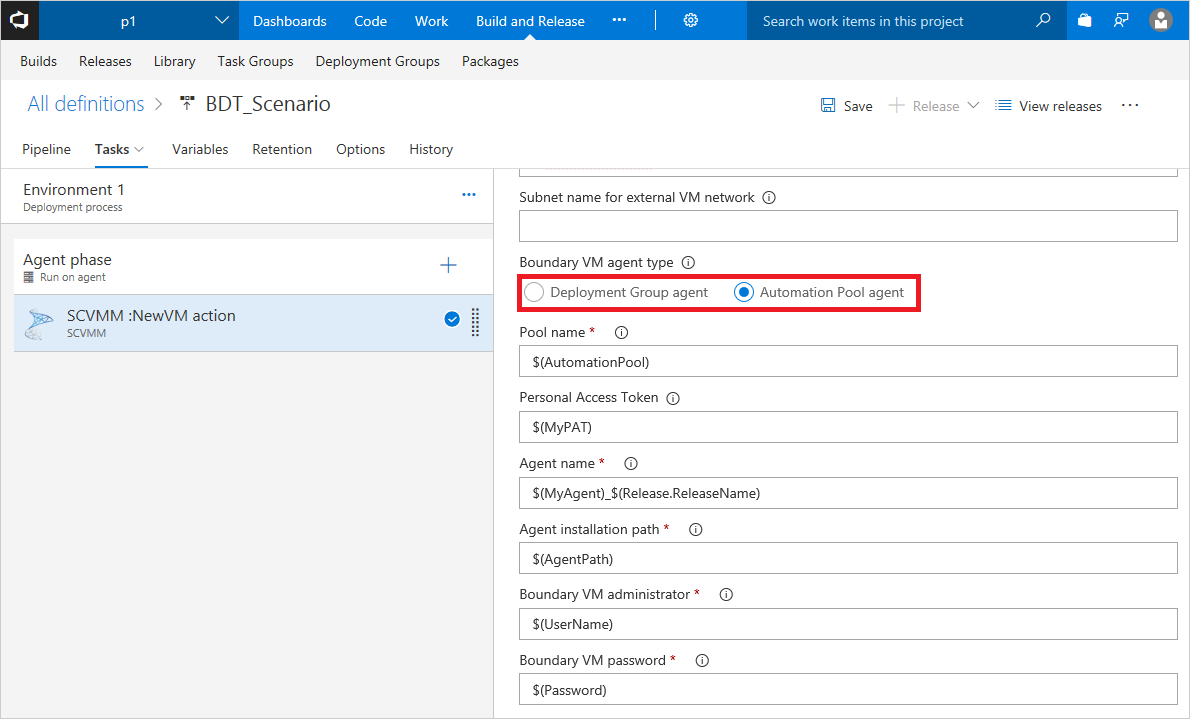 p1 Dashboards Code Work Build and Release ··· Search work items in this project
Builds Releases Library Task Groups Deployment Groups Packages
All definitions > BDT_Scenario Save + Release View releases ···
Pipeline Tasks Variables Retention Options History
Environment 1 ···
Deployment process
Agent phase +
Run on agent
SCVMM :NewVM action
SCVMM
Subnet name for external VM network
Boundary VM agent type
Deployment Group agent Automation Pool agent
Pool name *
$(AutomationPool)
Personal Access Token
$(MyPAT)
Agent name *
$(MyAgent)_$(Release.ReleaseName)
Agent installation path *
$(AgentPath)
Boundary VM administrator *
$(UserName)
Boundary VM password *
$(Password)